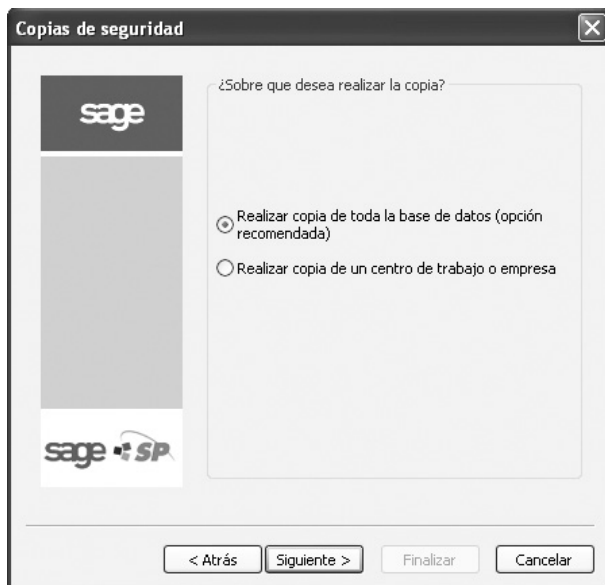 Copias de seguridad
sage
¿Sobre que desea realizar la copia?
Realizar copia de toda la base de datos (opción
recomendada)
Realizar copia de un centro de trabajo o empresa
sage SP
< Atrás
Siguiente >
Finalizar
Cancelar